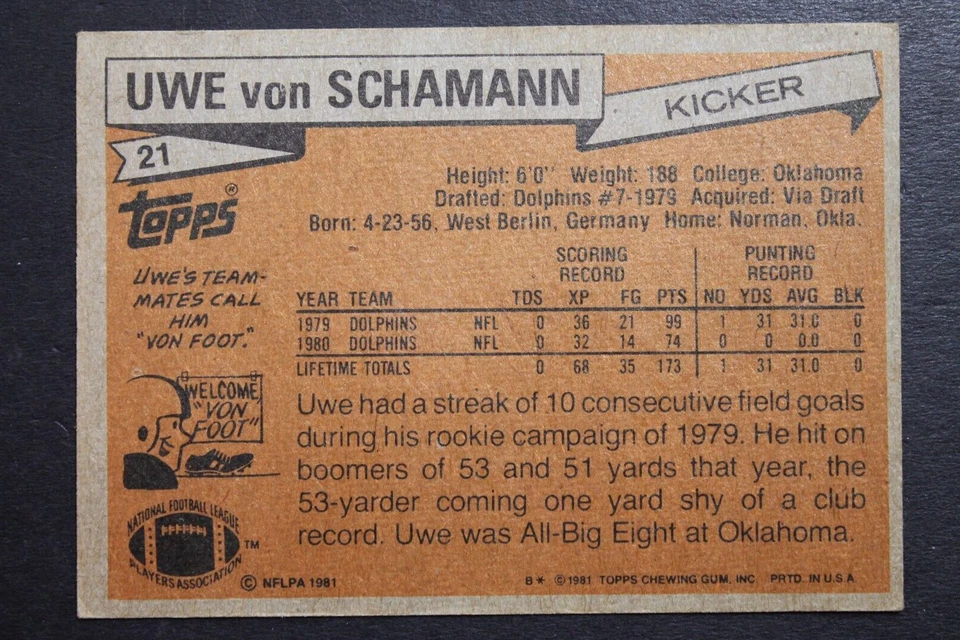 UWE von SCHAMANN
KICKER
21
Topps®
Height: 6'0" Weight: 188 College: Oklahoma
Drafted: Dolphins #7-1979 Acquired: Via Draft
Born: 4-23-56, West Berlin, Germany Home: Norman, Okla.
UWE'S TEAM-
MATES CALL
HIM
"VON FOOT."
WELCOME
"VON
FOOT"
SCORING PUNTING
RECORD RECORD
YEAR TEAM TDS XP FG PTS NO YDS AVG BLK
1979 DOLPHINS NFL 0 36 21 99 1 31 31.0 0
1980 DOLPHINS NFL 0 32 14 74 0 0 0.0 0
LIFETIME TOTALS 0 68 35 173 1 31 31.0 0
Uwe had a streak of 10 consecutive field goals
during his rookie campaign of 1979. He hit on
boomers of 53 and 51 yards that year, the
53-yarder coming one yard shy of a club
record. Uwe was All-Big Eight at Oklahoma.
NATIONAL FOOTBALL LEAGUE
PLAYERS ASSOCIATION
TM
© NFLPA 1981
B* ©1981 TOPPS CHEWING GUM, INC PRTD. IN U.S.A